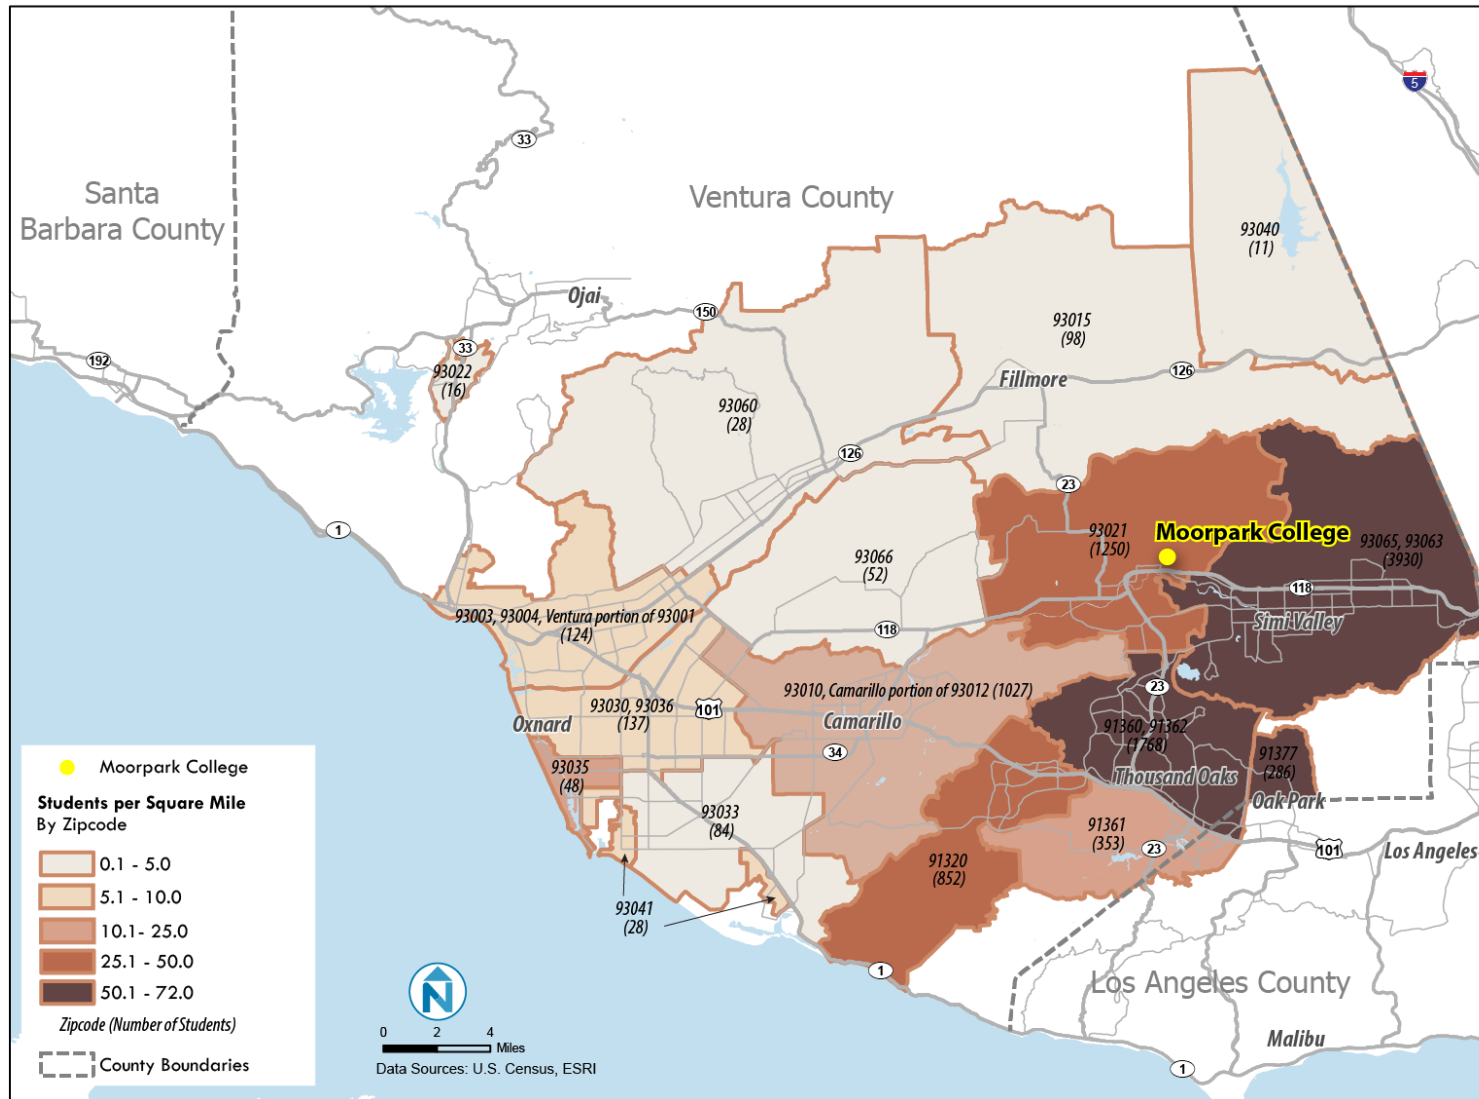 5
33
Santa
Barbara County
Ventura County
93040
(11)
Ojai
150
93015
(98)
33
192
93022
(16)
126
Fillmore
93060
(28)
126
23
1
93021
(1250)
Moorpark College
93065, 93063
(3930)
93066
(52)
118
Simi Valley
93003, 93004, Ventura portion of 93001
(124)
118
93010, Camarillo portion of 93012 (1027)
23
93030, 93036
(137)
101
Oxnard
Camarillo
91360, 91362
(1768)
34
91377
(286)
93035
(48)
Thousand Oaks
Oak Park
93033
(84)
91361
(353)
23
101
Los Angeles
91320
(852)
93041
(28)
1
Los Angeles County
Malibu
1
Moorpark College
Students per Square Mile
By Zipcode
0.1 - 5.0
5.1 - 10.0
10.1- 25.0
25.1 - 50.0
50.1 - 72.0
Zipcode (Number of Students)
County Boundaries
N
0 2 4
Miles
Data Sources: U.S. Census, ESRI